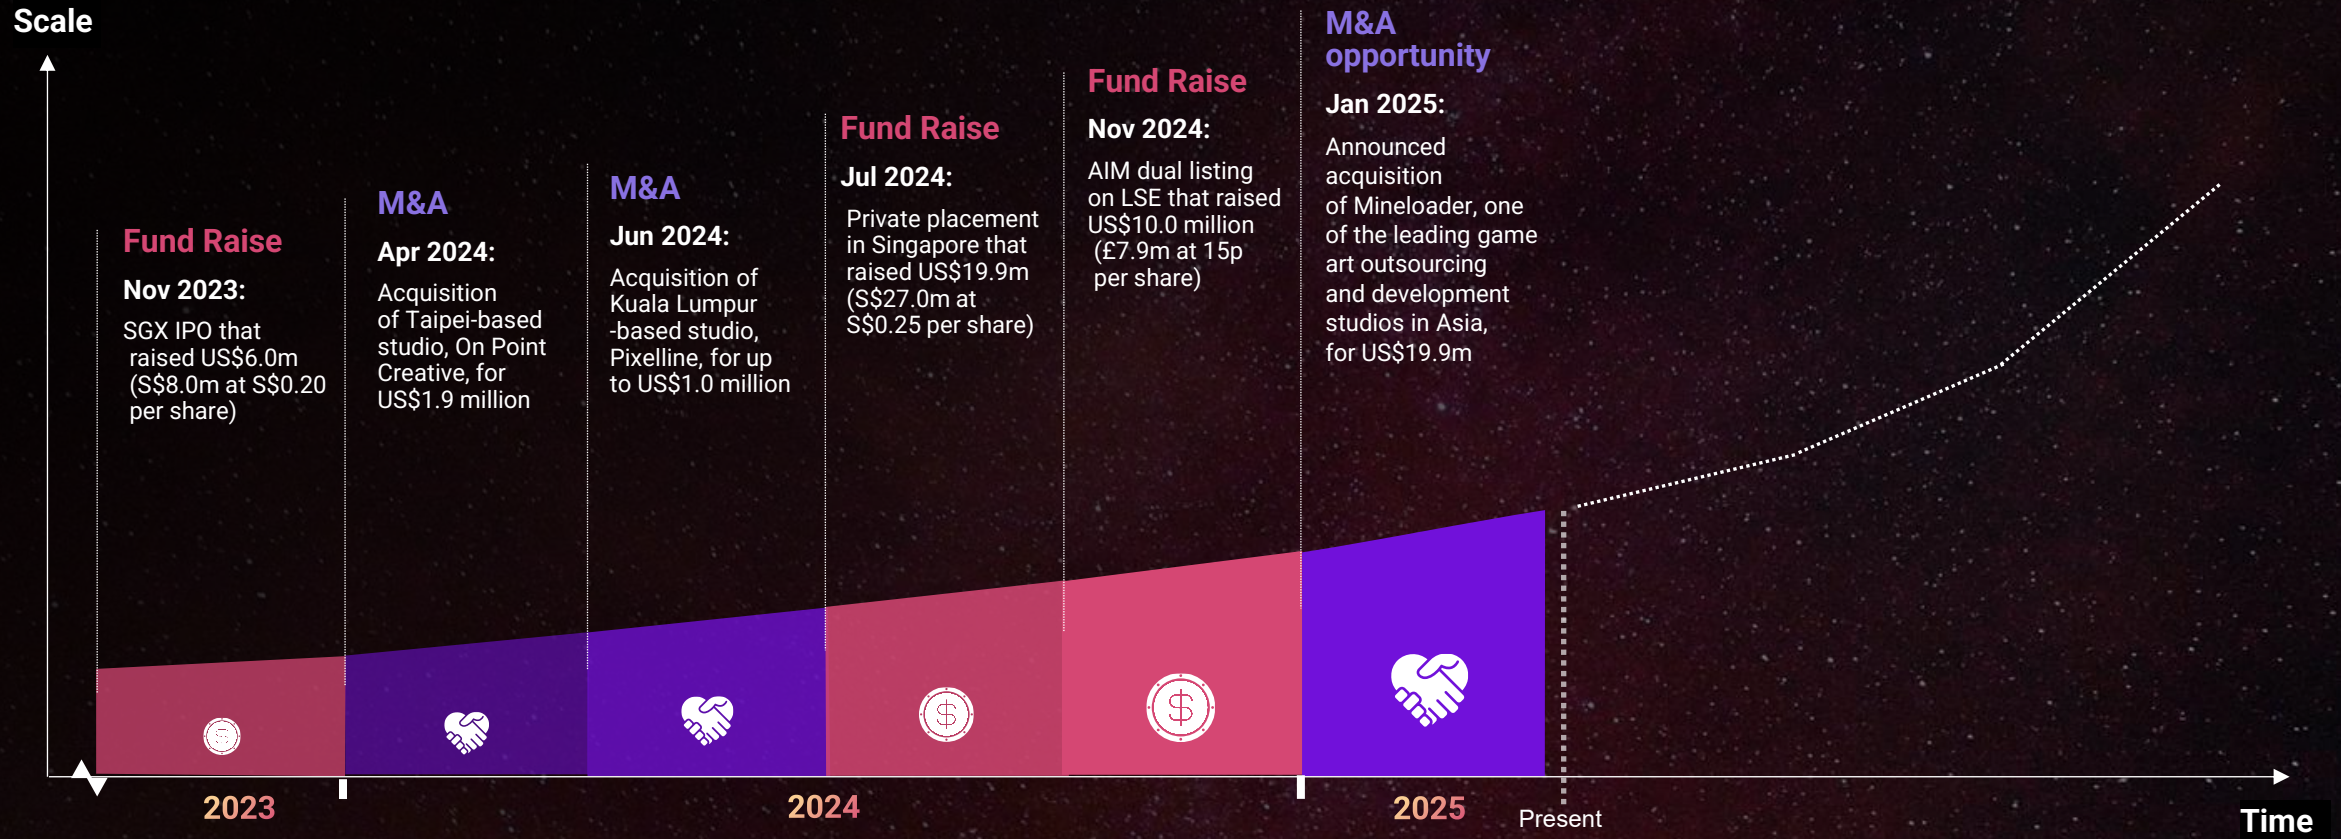 Scale
Fund Raise
Nov 2023:
SGX IPO that
raised US$6.0m
(S$8.0m at S$0.20
per share)
M&A
Apr 2024:
Acquisition
of Taipei-based
studio, On Point
Creative, for
US$1.9 million
M&A
Jun 2024:
Acquisition of
Kuala Lumpur
-based studio,
Pixelline, for up
to US$1.0 million
Fund Raise
Jul 2024:
Private placement
in Singapore that
raised US$19.9m
(S$27.0m at
S$0.25 per share)
Fund Raise
Nov 2024:
AIM dual listing
on LSE that raised
US$10.0 million
(£7.9m at 15p
per share)
M&A
opportunity
Jan 2025:
Announced
acquisition
of Mineloader, one
of the leading game
art outsourcing
and development
studios in Asia,
for US$19.9m
$
$
$
2023
2024
2025
Present
Time